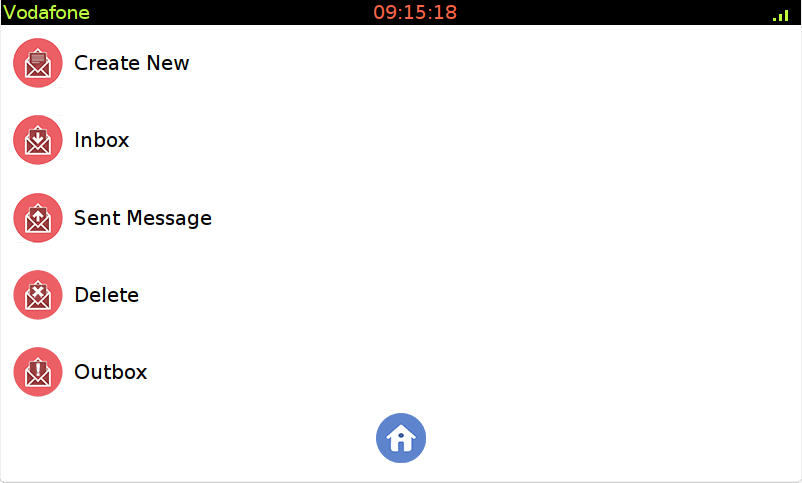 Vodafone 09:15:18
Create New
Inbox
Sent Message
Delete
Outbox